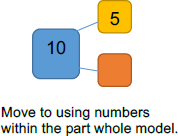 5
10
Move to using numbers
within the part whole model.